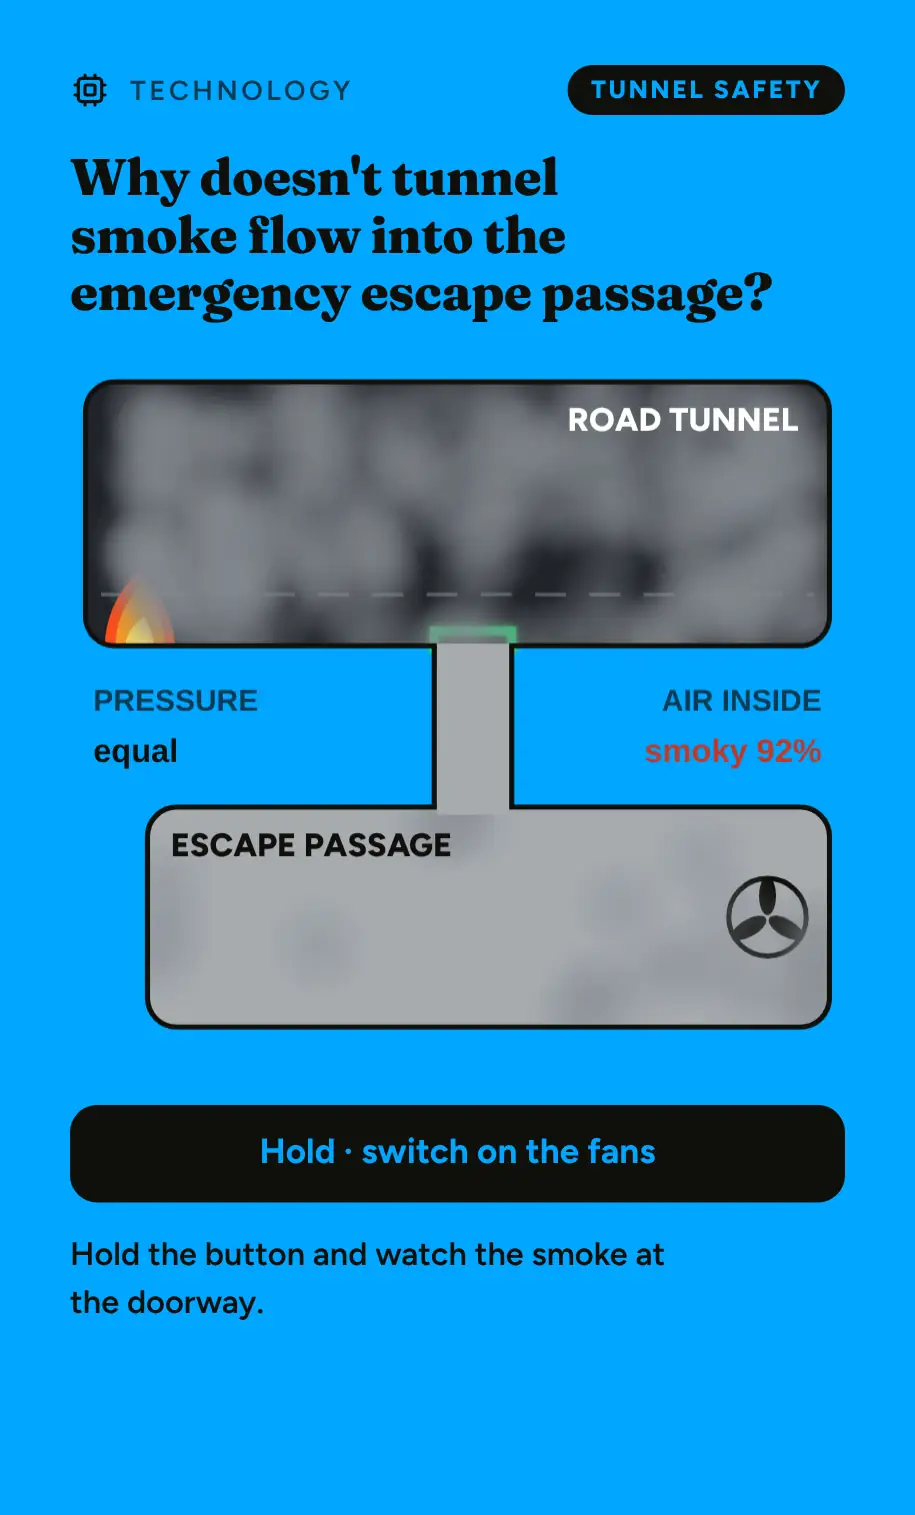 TECHNOLOGY
TUNNEL SAFETY
Why doesn't tunnel
smoke flow into the
emergency escape passage?
ROAD TUNNEL
PRESSURE
equal
AIR INSIDE
smoky 92%
ESCAPE PASSAGE
Hold · switch on the fans
Hold the button and watch the smoke at
the doorway.